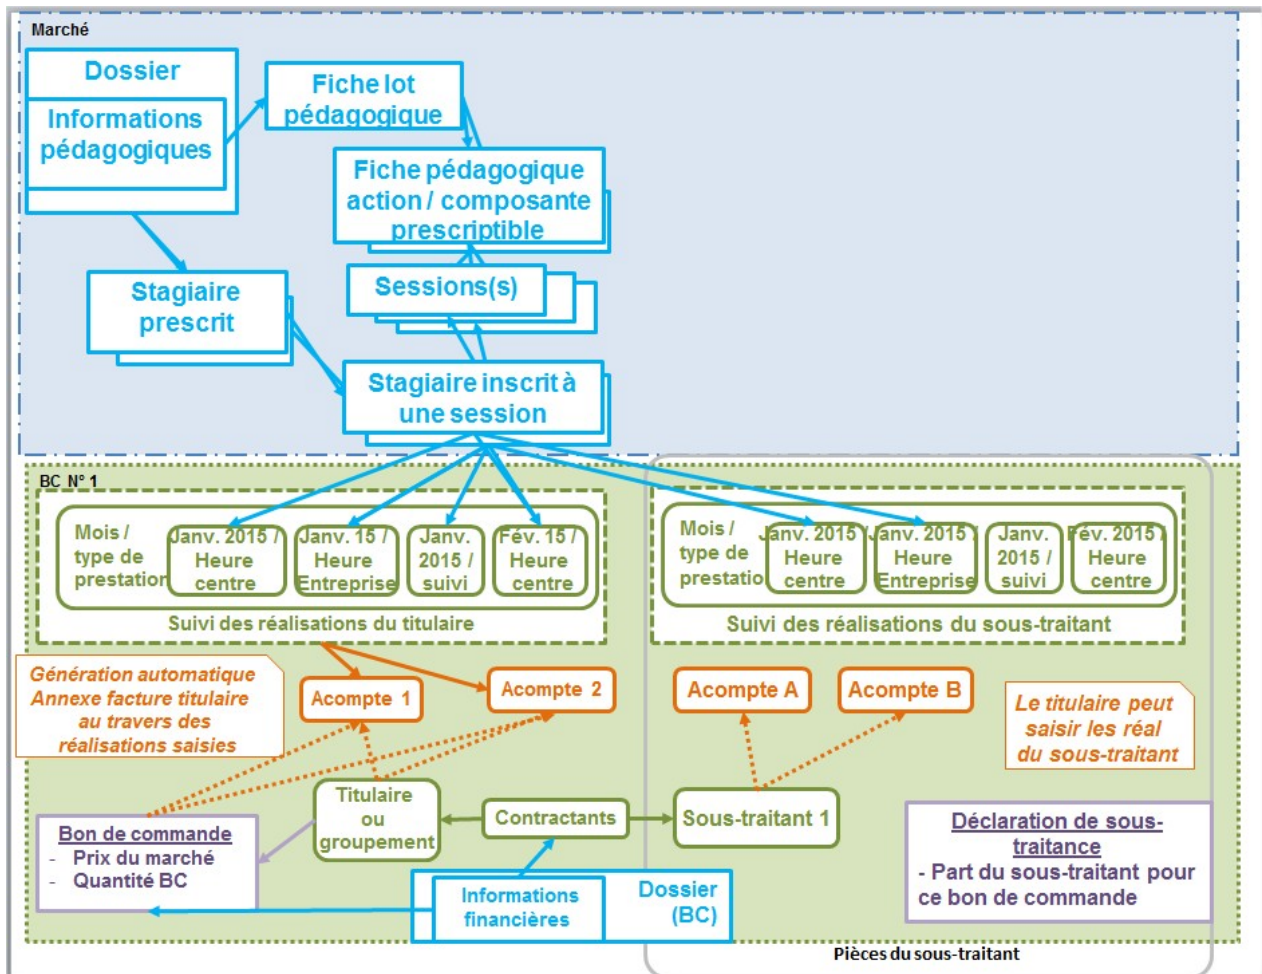 Marché
Dossier
Informations
pédagogiques
Fiche lot
pédagogique
Fiche pédagogique
action / composante
prescriptible
Sessions(s)
Stagiaire
prescrit
Stagiaire inscrit à
une session
BC N° 1
Mois /
type de
prestation
Janv. 2015 /
Heure
centre
Janv. 15 /
Heure
Entreprise
Janv.
2015 /
suivi
Fév. 15 /
Heure
centre
Suivi des réalisations du titulaire
Mois /
type de
prestatio
Janv. 2015 /
Heure
centre
Janv. 2015 /
Heure
Entreprise
Janv.
2015 /
suivi
Fév. 2015 /
Heure
centre
Suivi des réalisations du sous-traitant
Génération automatique
Annexe facture titulaire
au travers des
réalisations saisies
Acompte 1
Acompte 2
Acompte A
Acompte B
Le titulaire peut
saisir les réal
du sous-traitant
Titulaire
ou
groupement
Contractants
Sous-traitant 1
Bon de commande
- Prix du marché
- Quantité BC
Déclaration de sous-
traitance
- Part du sous-traitant pour
ce bon de commande
Informations
financières
Dossier
(BC)
Pièces du sous-traitant